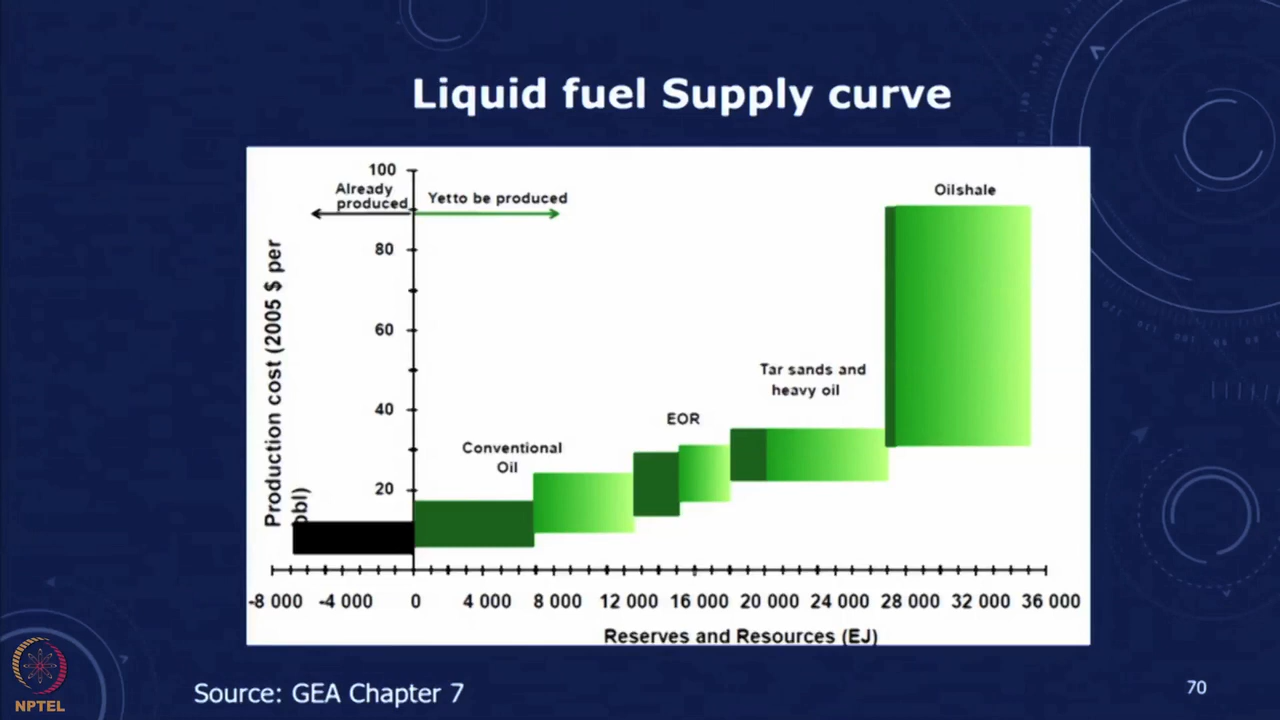 Liquid fuel Supply curve
100
Already
produced
Yetto be produced
Oilshale
80
60
Tar sands and
heavy oil
40
EOR
Conventional
Oil
20
Production cost (2005 $ per
bbl)
-8 000 -4 000 0 4 000 8 000 12 000 16 000 20 000 24 000 28 000 32 000 36 000
Reserves and Resources (EJ)
Source: GEA Chapter 7
70
NPTEL